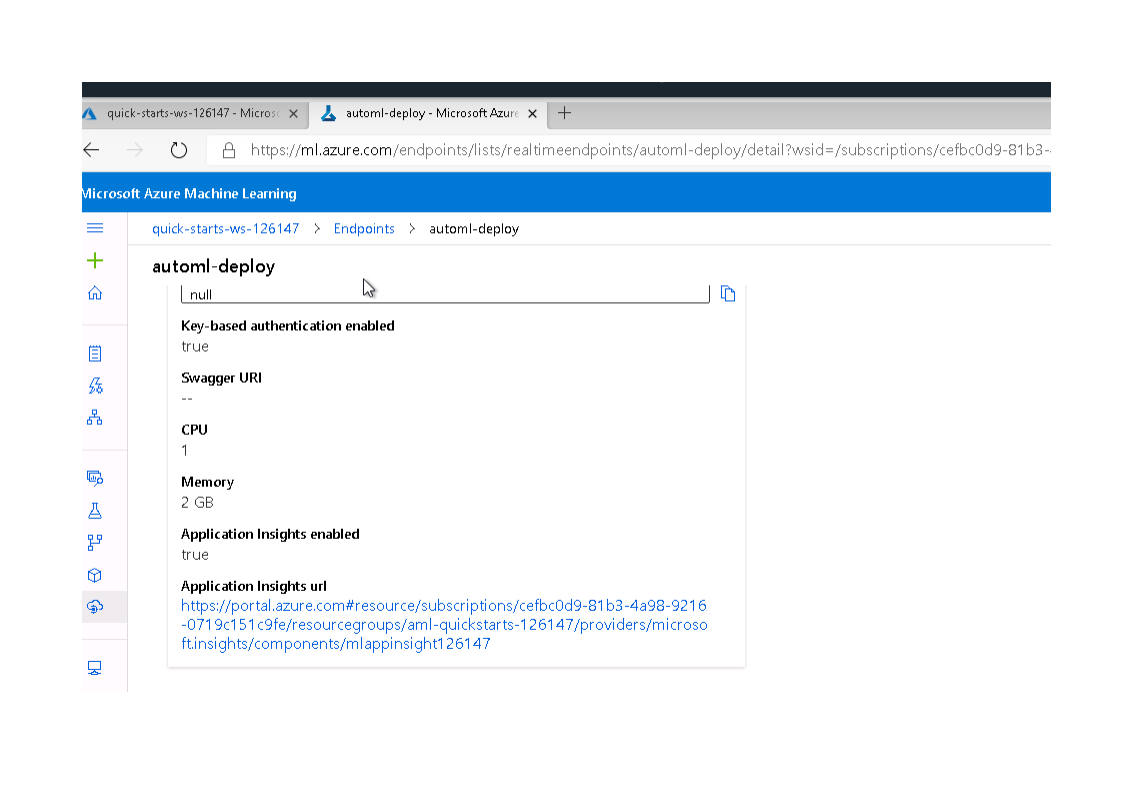 quick-starts-ws-126147 - Micros
automl-deploy - Microsoft Azure
https://ml.azure.com/endpoints/lists/realtimeendpoints/automl-deploy/detail?wsid=/subscriptions/cefbc0d9-81b3-
Microsoft Azure Machine Learning
quick-starts-ws-126147 > Endpoints > automl-deploy
automl-deploy
null
Key-based authentication enabled
true
Swagger URI
--
CPU
1
Memory
2 GB
Application Insights enabled
true
Application Insights url
https://portal.azure.com#resource/subscriptions/cefbc0d9-81b3-4a98-9216
-0719c151c9fe/resourcegroups/aml-quickstarts-126147/providers/microso
ft.insights/components/mlappinsight126147